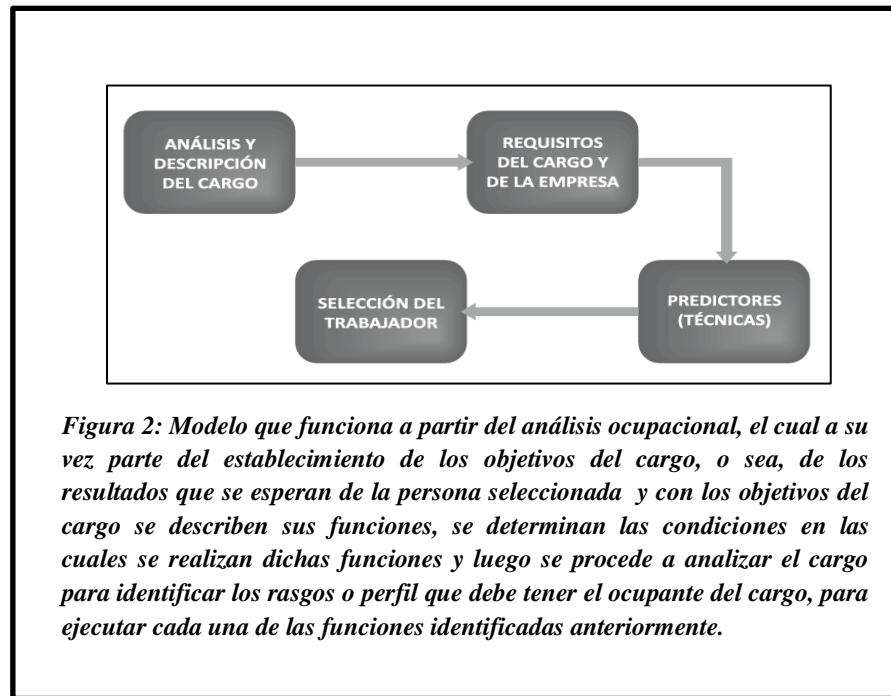 ANÁLISIS Y
DESCRIPCIÓN
DEL CARGO
REQUISITOS
DEL CARGO Y
DE LA EMPRESA
PREDICTORES
(TÉCNICAS)
SELECCIÓN DEL
TRABAJADOR
Figura 2: Modelo que funciona a partir del análisis ocupacional, el cual a su
vez parte del establecimiento de los objetivos del cargo, o sea, de los
resultados que se esperan de la persona seleccionada y con los objetivos del
cargo se describen sus funciones, se determinan las condiciones en las
cuales se realizan dichas funciones y luego se procede a analizar el cargo
para identificar los rasgos o perfil que debe tener el ocupante del cargo, para
ejecutar cada una de las funciones identificadas anteriormente.